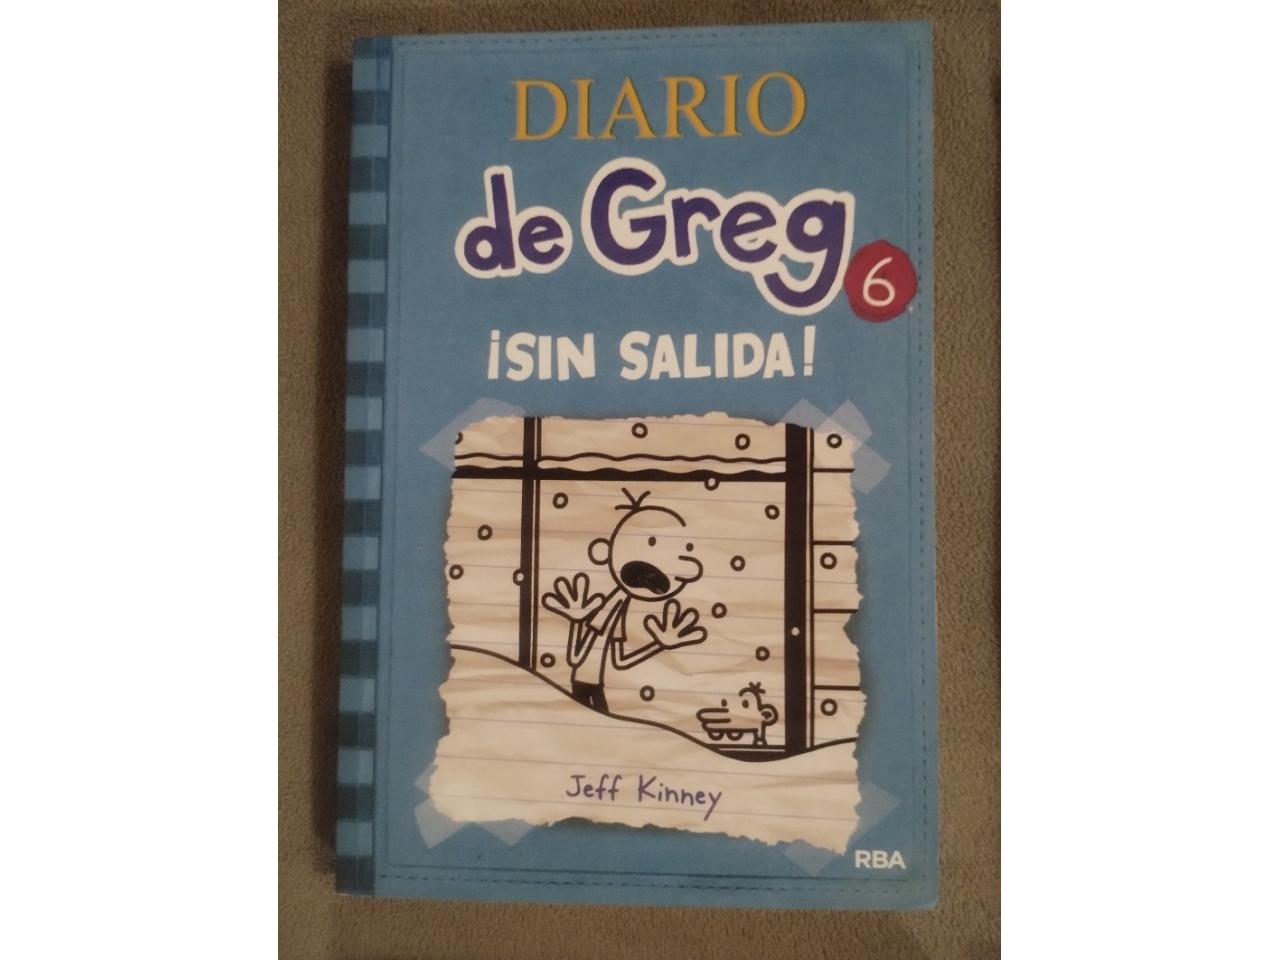 DIARIO
de Greg
6
¡SIN SALIDA!
Jeff Kinney
RBA